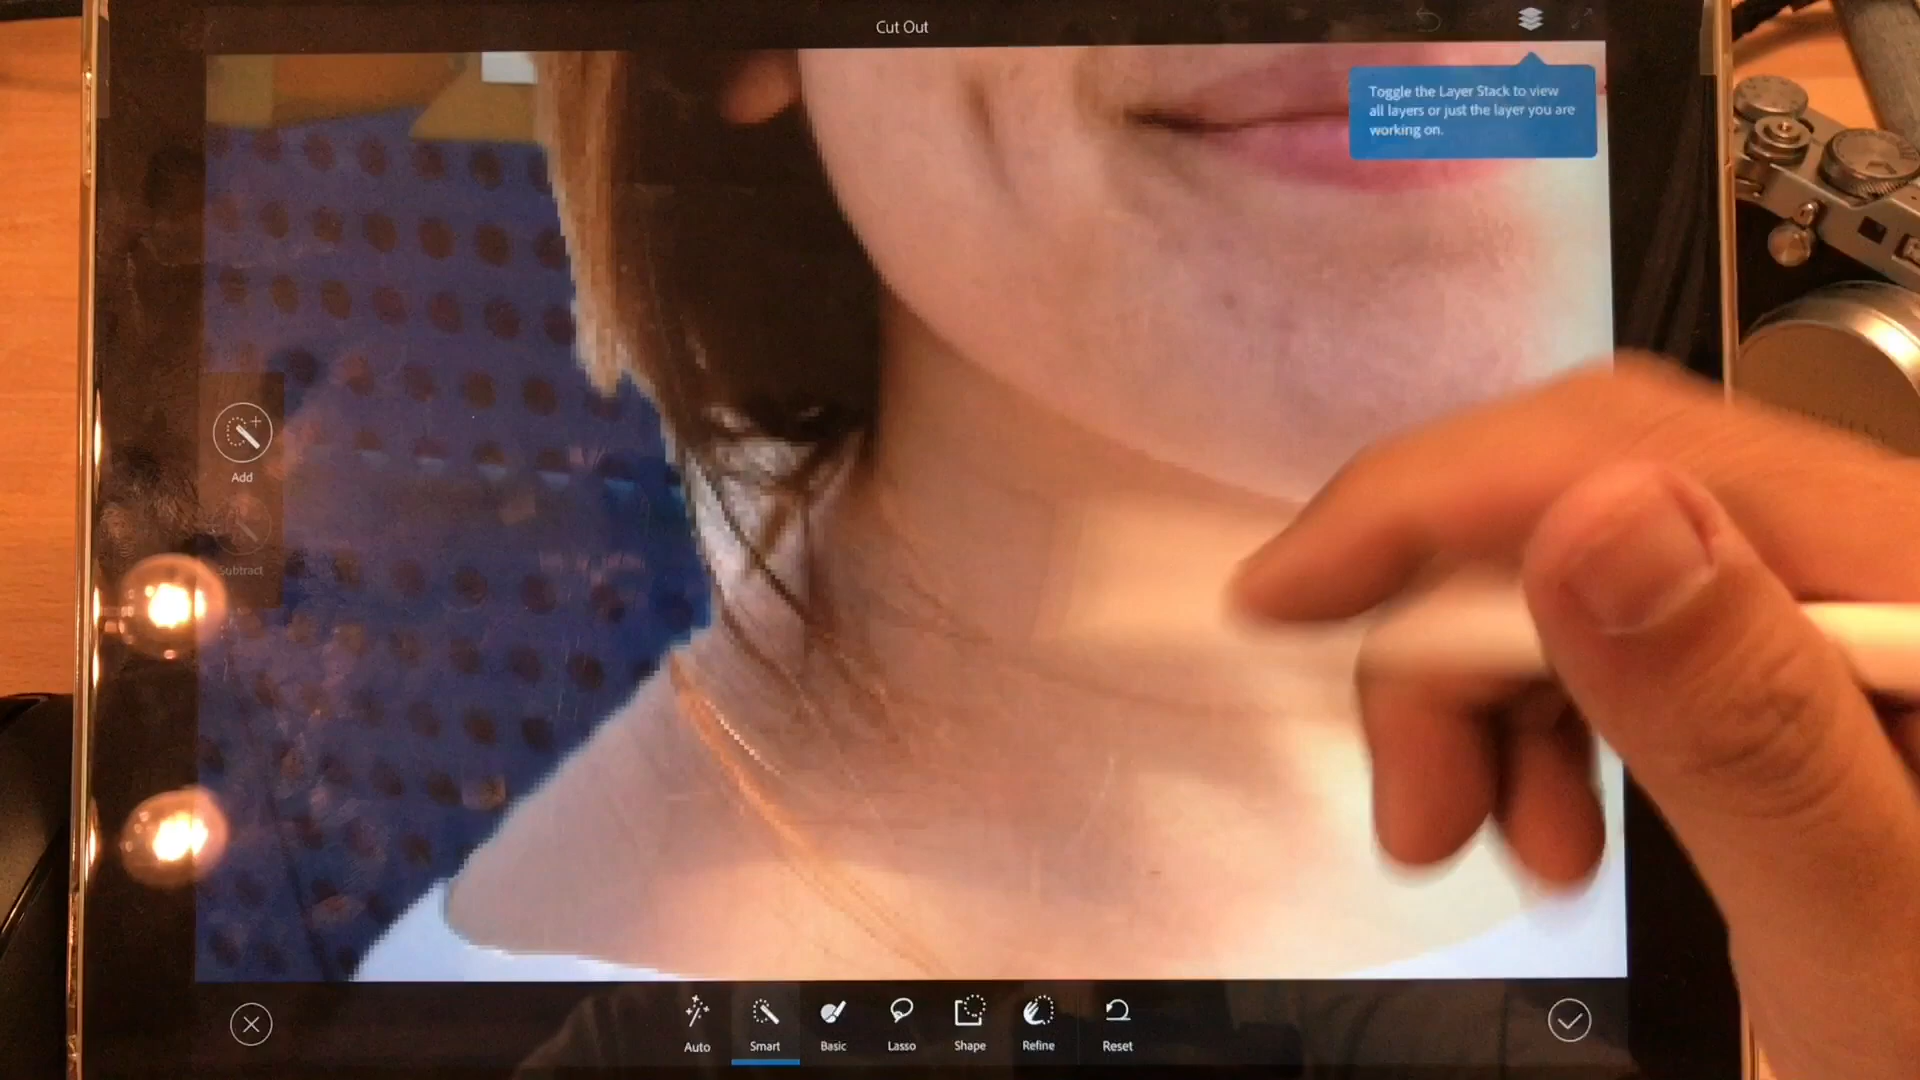 Cut Out
Toggle the Layer Stack to view
all layers or just the layer you are
working on.
Add
Subtract
Auto
Smart
Basic
Lasso
Shape
Refine
Reset